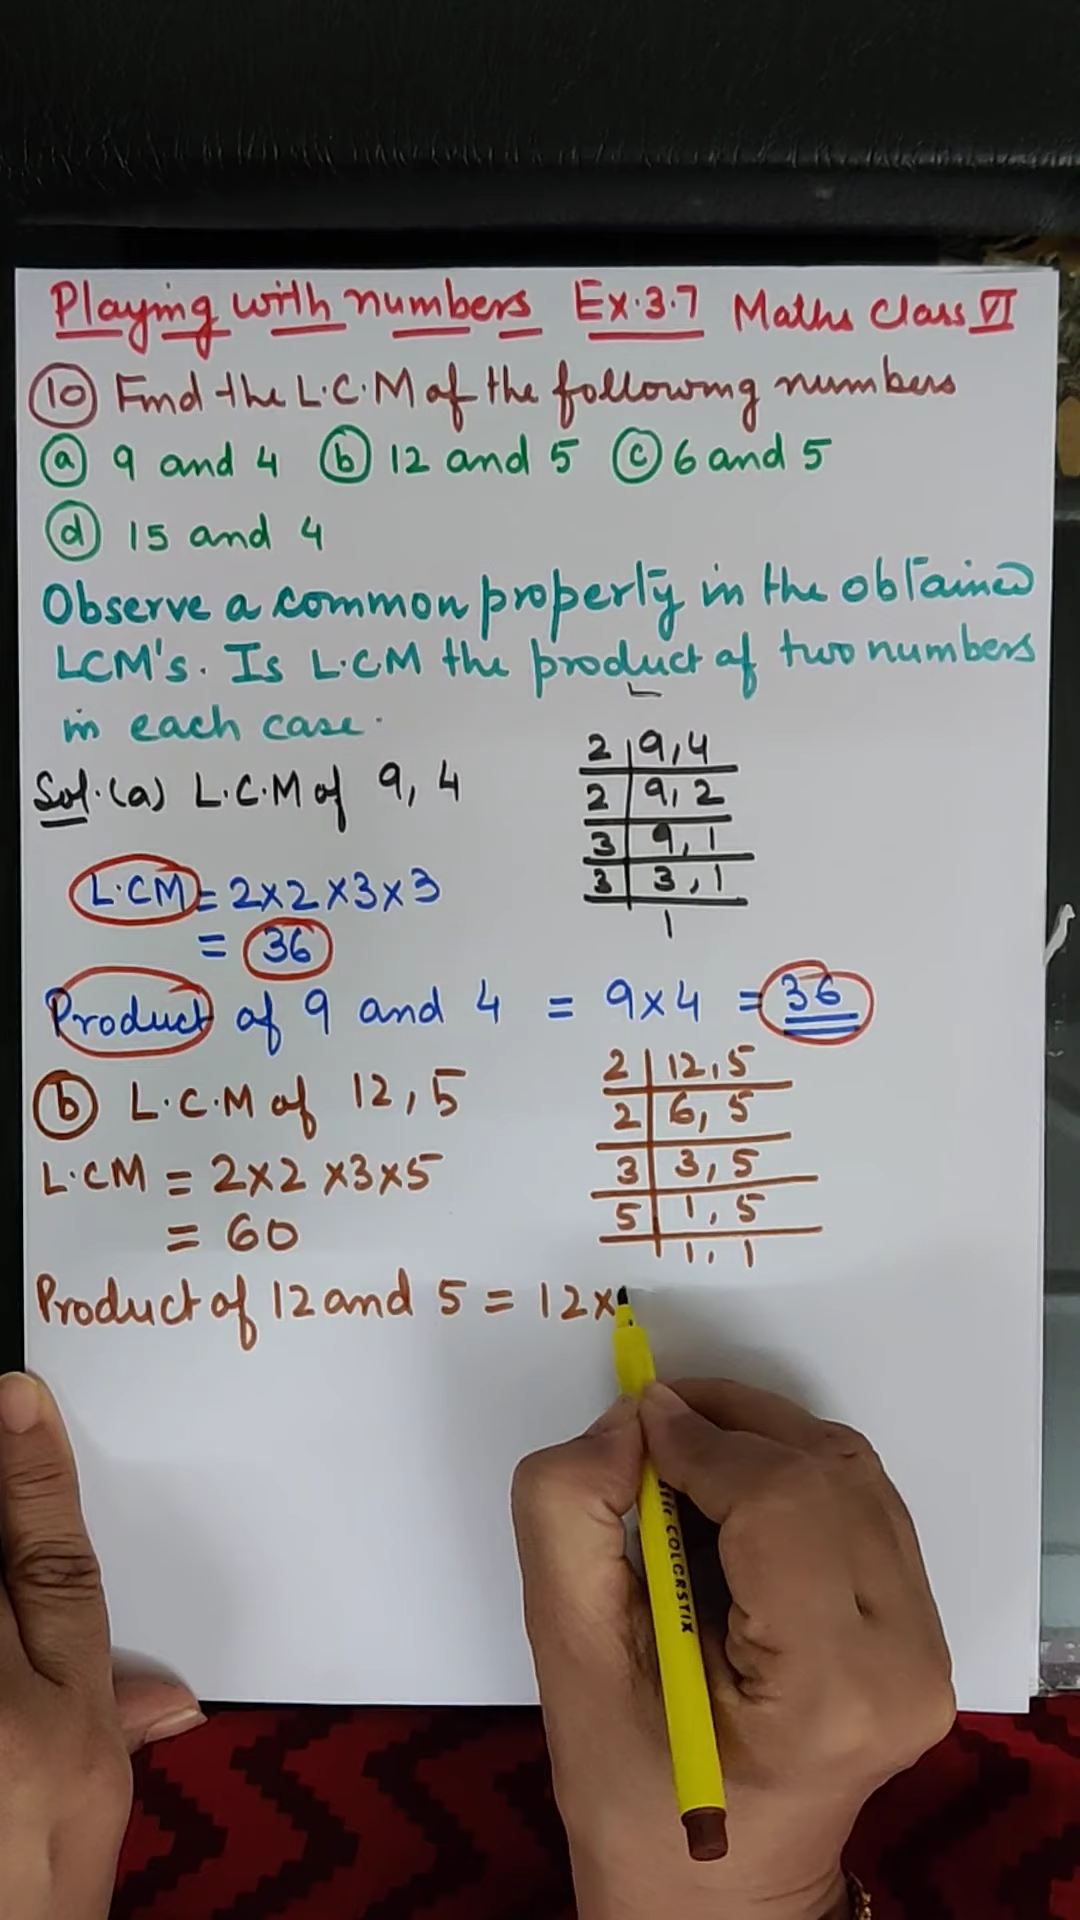 Playing with numbers Ex.3.7 Maths Class VI
10 Find the L.C.M of the following numbers
a 9 and 4 b 12 and 5 c 6 and 5
d 15 and 4
Observe a common property in the obtained
LCM's. Is L.CM the product of two numbers
in each case.
Sol. (a) L.C.M of 9, 4
2 | 9, 4
2 | 9, 2
3 | 9, 1
3 | 3, 1
1
L.CM = 2×2×3×3
= 36
Product of 9 and 4 = 9×4 = 36
b L.C.M of 12, 5
2 | 12, 5
2 | 6, 5
3 | 3, 5
5 | 1, 5
1, 1
L.CM = 2×2×3×5
= 60
Product of 12 and 5 = 12×
COLORSTIX